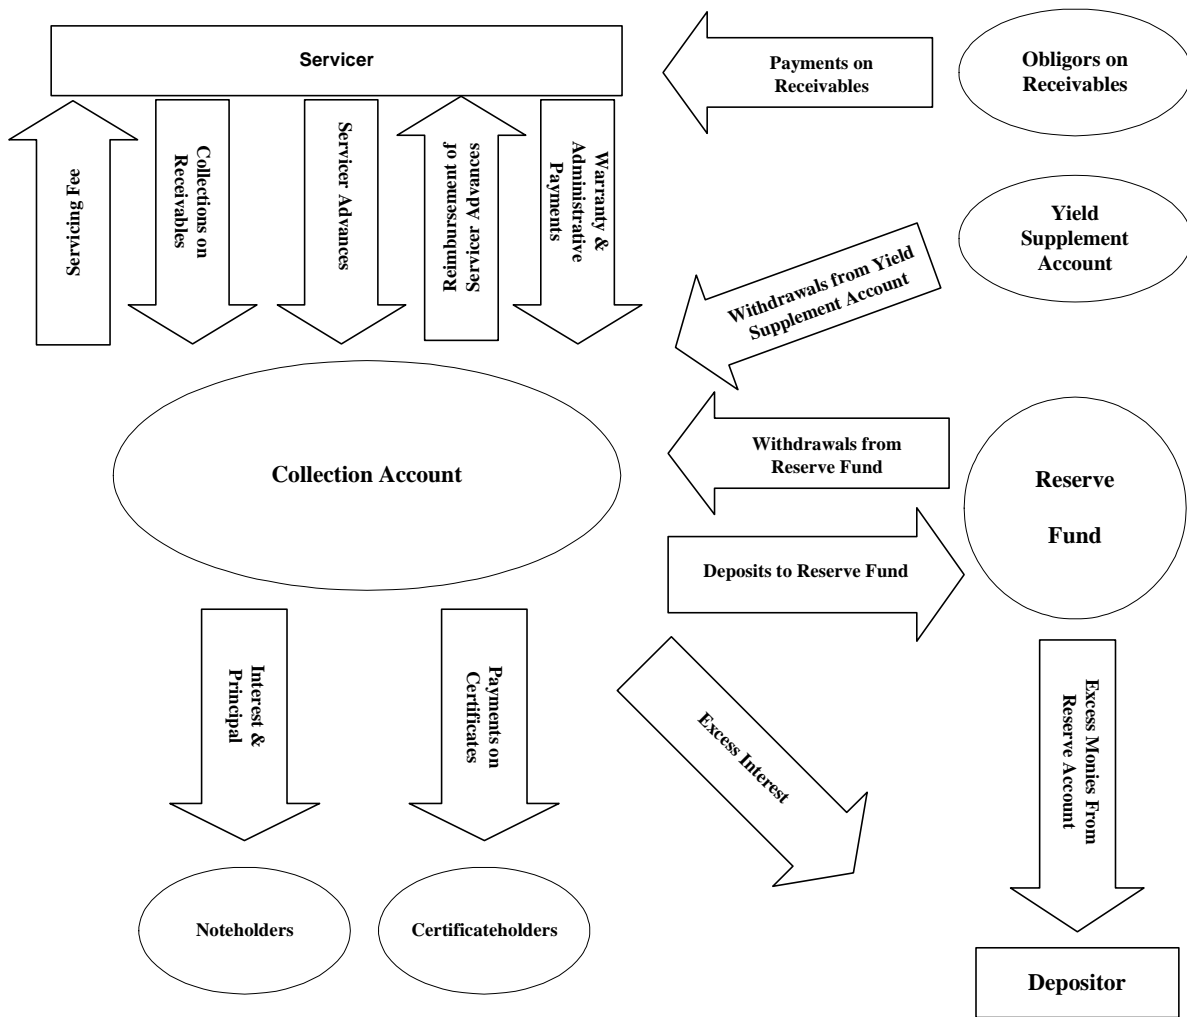 Servicer
Payments on
Receivables
Obligors on
Receivables
Servicing Fee
Collections on
Receivables
Servicer Advances
Reimbursement of
Servicer Advances
Warranty &
Administrative
Payments
Yield
Supplement
Account
Withdrawals from Yield
Supplement Account
Collection Account
Withdrawals from
Reserve Fund
Reserve
Fund
Deposits to Reserve Fund
Interest &
Principal
Payments on
Certificates
Excess Interest
Excess Monies From
Reserve Account
Noteholders
Certificateholders
Depositor